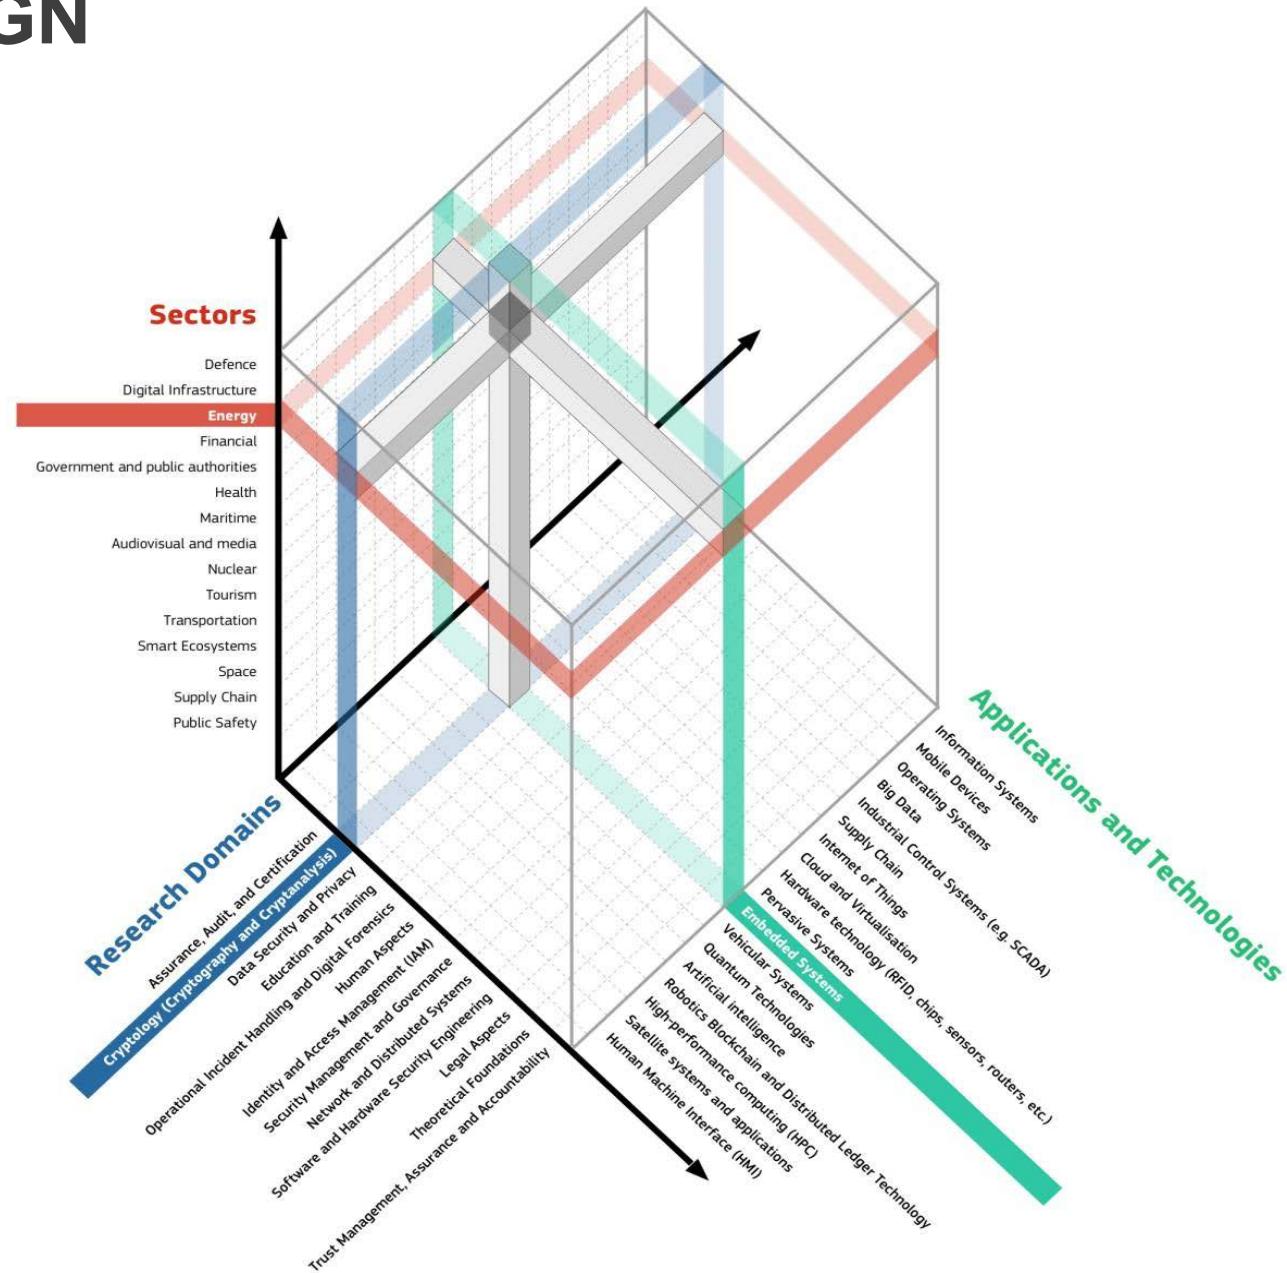 GN
Sectors
Defence
Digital Infrastructure
Energy
Financial
Government and public authorities
Health
Maritime
Audiovisual and media
Nuclear
Tourism
Transportation
Smart Ecosystems
Space
Supply Chain
Public Safety
Research Domains
Assurance, Audit, and Certification
Cryptology (Cryptography and Cryptanalysis)
Data Security and Privacy
Education and Training
Operational Incident Handling and Digital Forensics
Human Aspects
Identity and Access Management (IAM)
Security Management and Governance
Network and Distributed Systems
Software and Hardware Security Engineering
Legal Aspects
Theoretical Foundations
Trust Management, Assurance and Accountability
Applications and Technologies
Information Systems
Mobile Devices
Operating Systems
Big Data
Industrial Control Systems (e.g. SCADA)
Supply Chain
Internet of Things
Cloud and Virtualisation
Hardware technology (RFID, chips, sensors, routers, etc.)
Pervasive Systems
Embedded Systems
Vehicular Systems
Quantum Technologies
Artificial intelligence
Robotics Blockchain and Distributed Ledger Technology
High-performance computing (HPC)
Satellite systems and applications
Human Machine Interface (HMI)